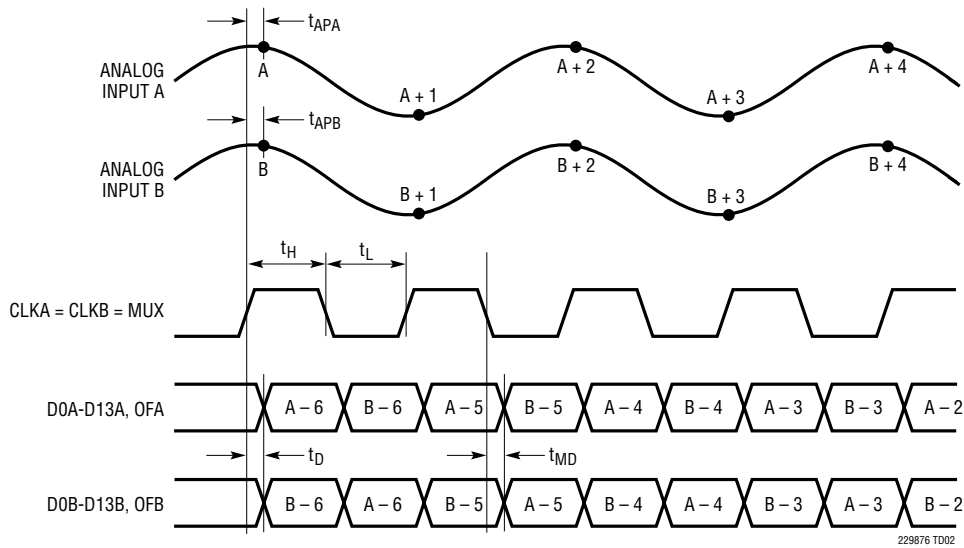 tAPA
ANALOG
INPUT A
A
A + 1
A + 2
A + 3
A + 4
tAPB
ANALOG
INPUT B
B
B + 1
B + 2
B + 3
B + 4
tH
tL
CLKA = CLKB = MUX
D0A-D13A, OFA
A – 6
B – 6
A – 5
B – 5
A – 4
B – 4
A – 3
B – 3
A – 2
tD
tMD
D0B-D13B, OFB
B – 6
A – 6
B – 5
A – 5
B – 4
A – 4
B – 3
A – 3
B – 2
229876 TD02